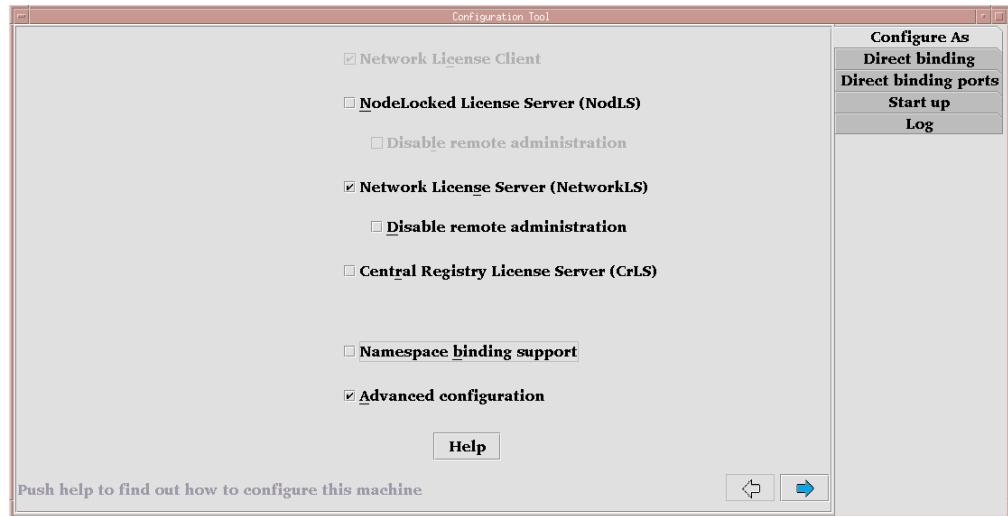 Configuration Tool
Network License Client
NodeLocked License Server (NodLS)
Disable remote administration
Network License Server (NetworkLS)
Disable remote administration
Central Registry License Server (CrLS)
Namespace binding support
Advanced configuration
Help
Push help to find out how to configure this machine
Configure As
Direct binding
Direct binding ports
Start up
Log